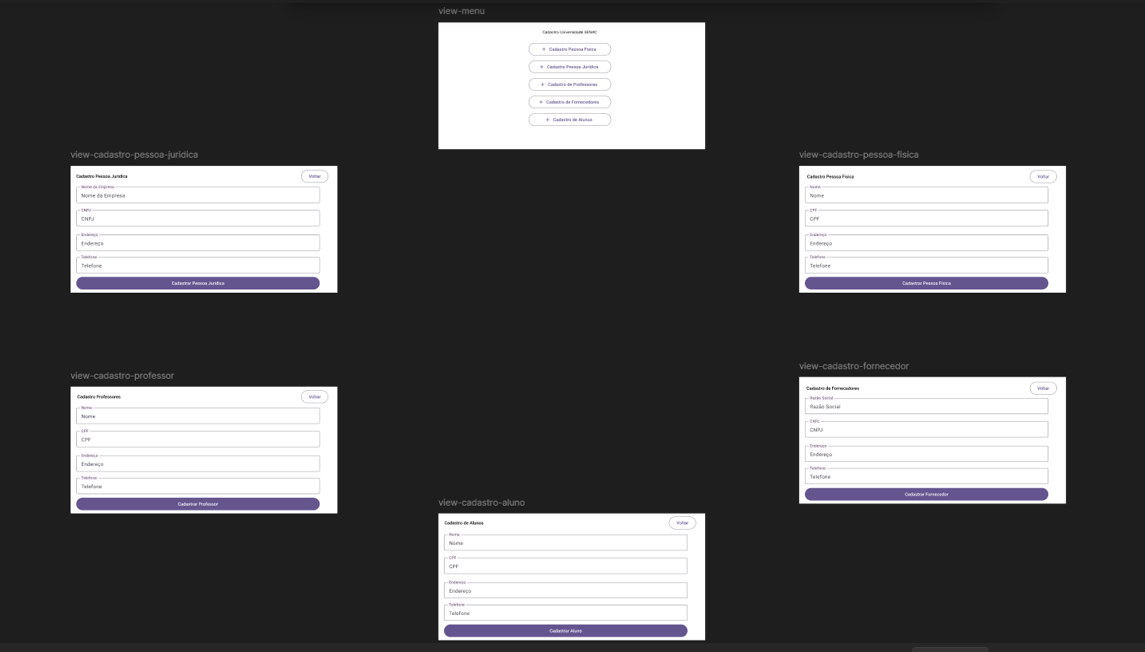 view-menu
Cadastro Universidade SENAC
+ Cadastro Pessoa Física
+ Cadastro Pessoa Jurídica
+ Cadastro de Professores
+ Cadastro de Fornecedores
+ Cadastro de Alunos
view-cadastro-pessoa-jurídica
Cadastro Pessoa Jurídica
Voltar
Nome da Empresa
Nome da Empresa
CNPJ
CNPJ
Endereço
Endereço
Telefone
Telefone
Cadastrar Pessoa Jurídica
view-cadastro-pessoa-física
Cadastro Pessoa Física
Voltar
Nome
Nome
CPF
CPF
Endereço
Endereço
Telefone
Telefone
Cadastrar Pessoa Física
view-cadastro-professor
Cadastro Professores
Voltar
Nome
Nome
CPF
CPF
Endereço
Endereço
Telefone
Telefone
Cadastrar Professor
view-cadastro-fornecedor
Cadastro de Fornecedores
Voltar
Razão Social
Razão Social
CNPJ
CNPJ
Endereço
Endereço
Telefone
Telefone
Cadastrar Fornecedor
view-cadastro-aluno
Cadastro de Alunos
Voltar
Nome
Nome
CPF
CPF
Endereço
Endereço
Telefone
Telefone
Cadastrar Aluno